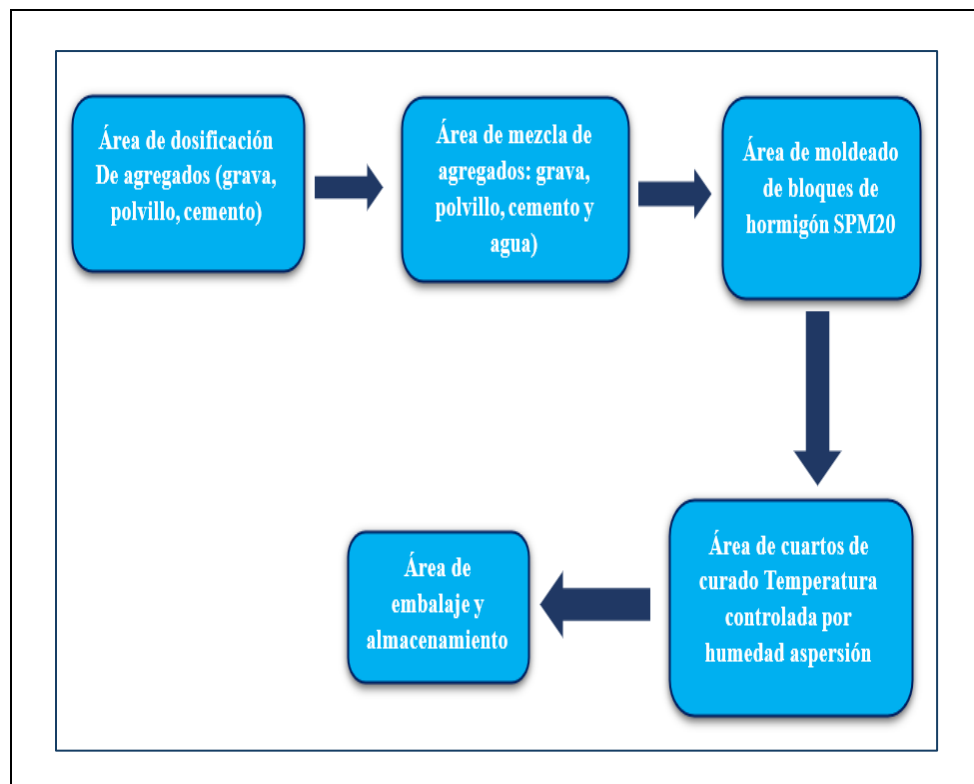 Área de dosificación
De agregados (grava,
polvillo, cemento)
Área de mezcla de
agregados: grava,
polvillo, cemento y
agua)
Área de moldeado
de bloques de
hormigón SPM20
Área de cuartos de
curado Temperatura
controlada por
humedad aspersión
Área de
embalaje y
almacenamiento